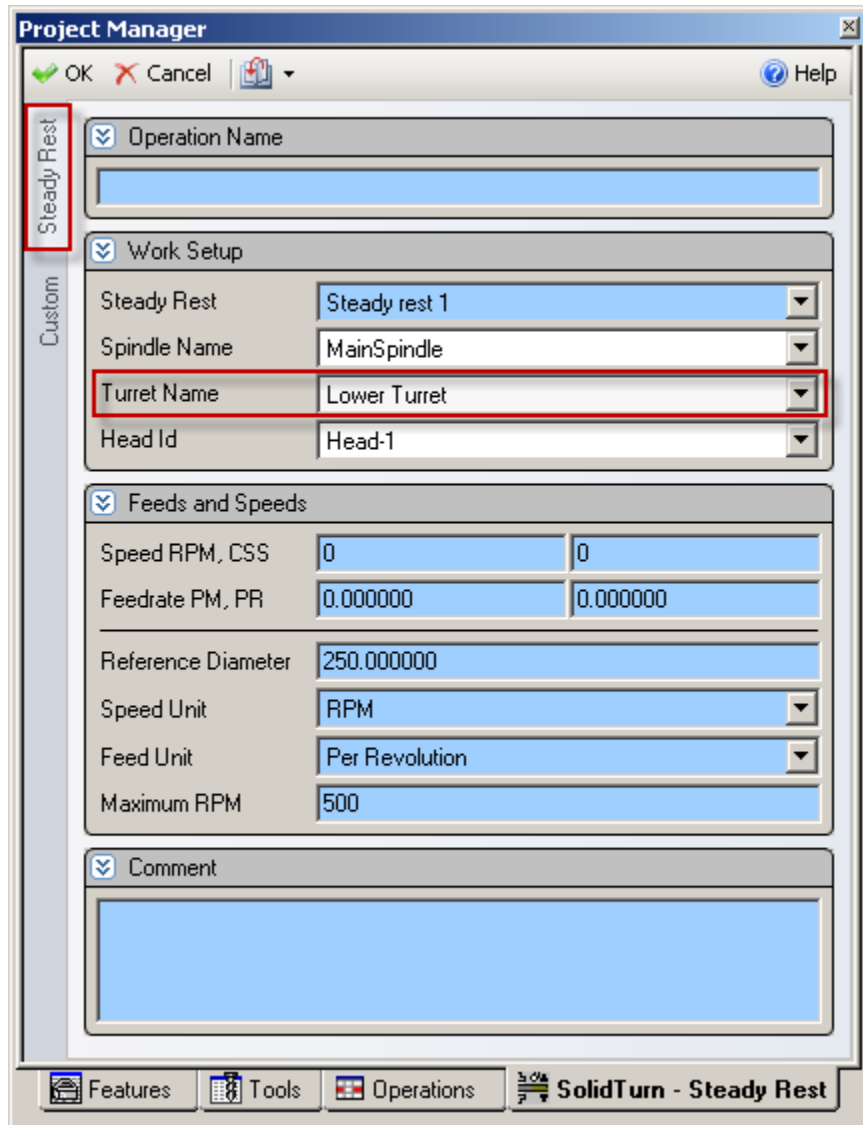 Project Manager
OK Cancel Help
Steady Rest
Custom
Operation Name
Work Setup
Steady Rest Steady rest 1
Spindle Name MainSpindle
Turret Name Lower Turret
Head Id Head-1
Feeds and Speeds
Speed RPM, CSS 0 0
Feedrate PM, PR 0.000000 0.000000
Reference Diameter 250.000000
Speed Unit RPM
Feed Unit Per Revolution
Maximum RPM 500
Comment
Features Tools Operations SolidTurn - Steady Rest